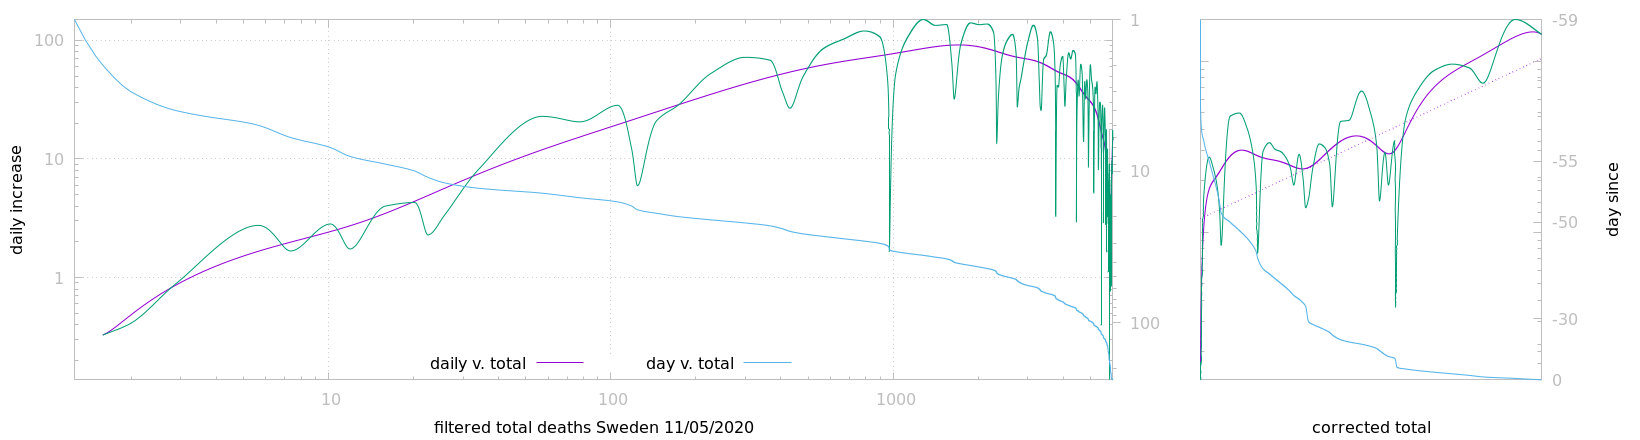 100
10
1
daily increase
1
10
100
daily v. total
day v. total
10
100
1000
filtered total deaths Sweden 11/05/2020
-59
-55
-50
-30
0
day since
corrected total